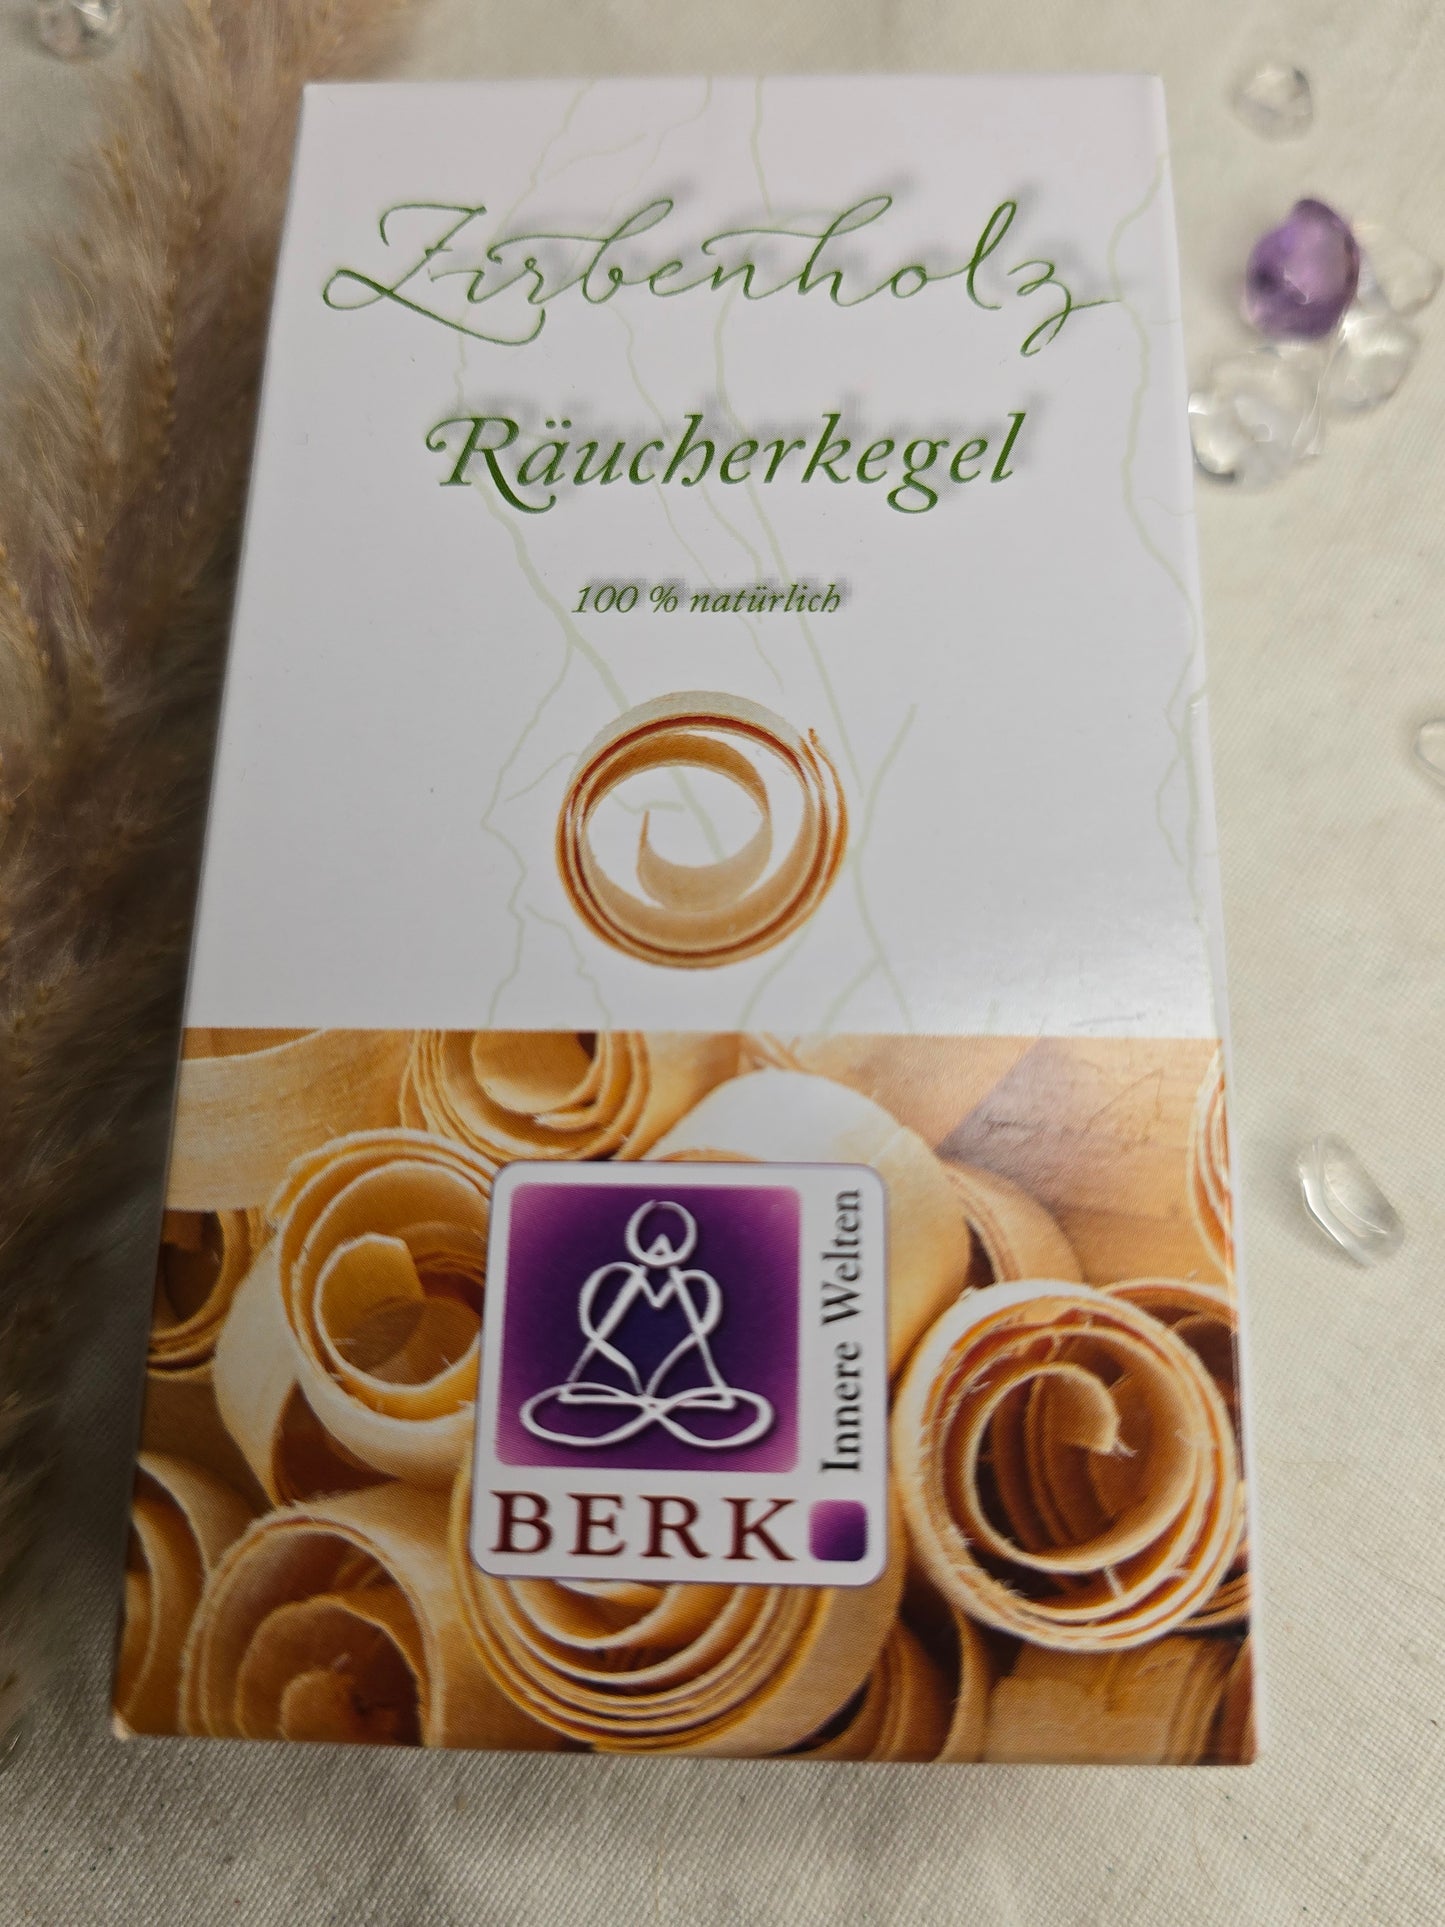 Zirbenholz
Räucherkegel
100 % natürlich
Innere Welten
BERK